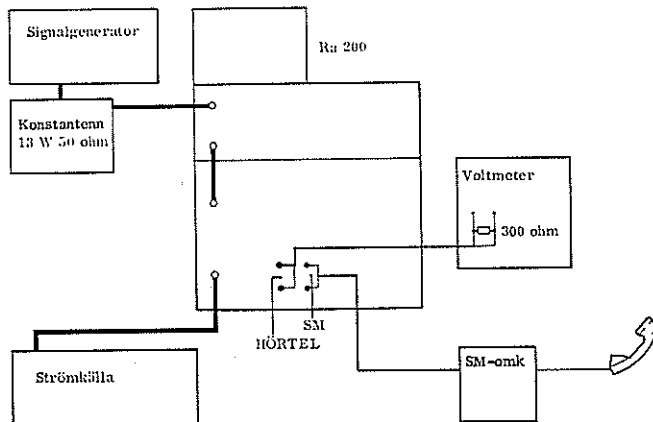 Signalgenerator
Ra 200
Konstantenn
13 W 50 ohm
Voltmeter
300 ohm
SM
HÖRTEL
SM-omk
Strömkälla